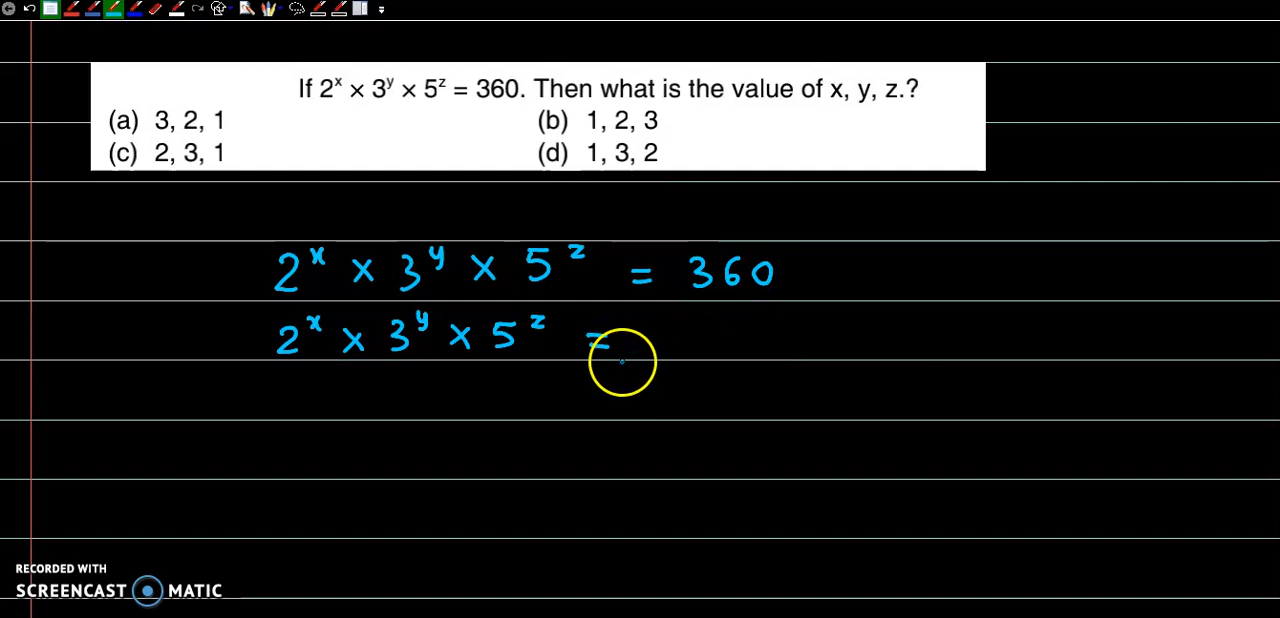 If 2ˣ × 3ʸ × 5ᶻ = 360. Then what is the value of x, y, z.?
(a) 3, 2, 1 (b) 1, 2, 3
(c) 2, 3, 1 (d) 1, 3, 2
2ˣ × 3ʸ × 5ᶻ = 360
2ˣ × 3ʸ × 5ᶻ =
RECORDED WITH
SCREENCAST MATIC